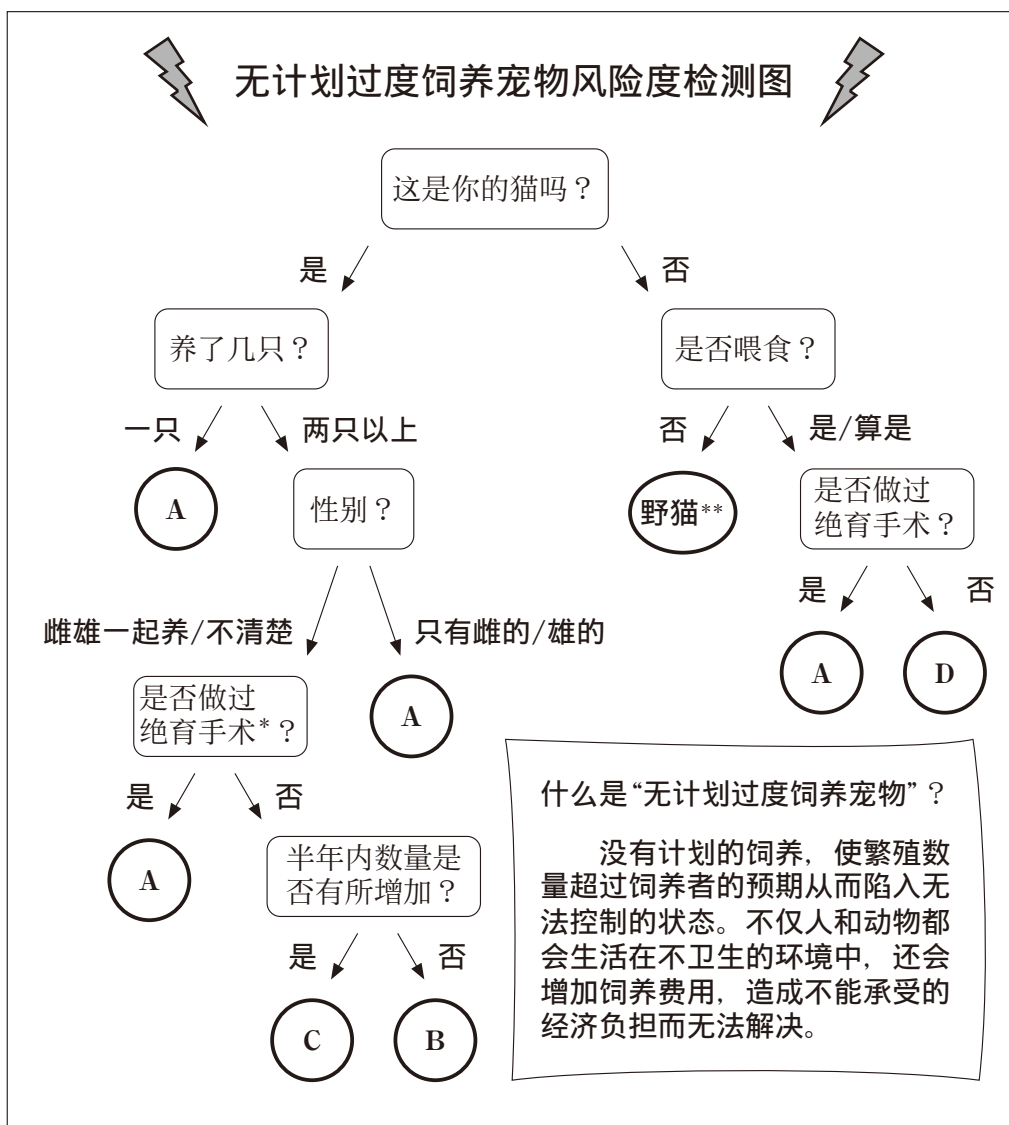 无计划过度饲养宠物风险度检测图
这是你的猫吗？
是
否
养了几只？
是否喂食？
一只
两只以上
否
是/算是
A
性别？
野猫**
是否做过
绝育手术？
是
否
雌雄一起养/不清楚
只有雌的/雄的
A
D
是否做过
绝育手术*？
A
是
否
什么是“无计划过度饲养宠物”？
A
半年内数量是
否有所增加？
没有计划的饲养，使繁殖数
量超过饲养者的预期从而陷入无
法控制的状态。不仅人和动物都
会生活在不卫生的环境中，还会
增加饲养费用，造成不能承受的
经济负担而无法解决。
是
否
C
B